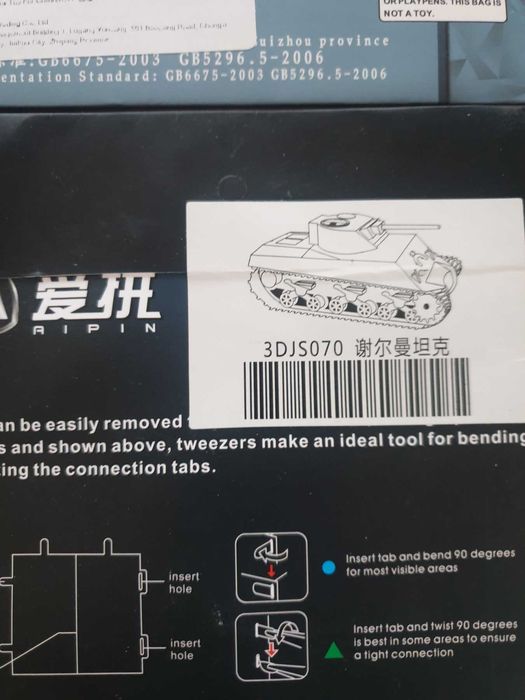 OR PLAYPENS. THIS BAG IS
NOT A TOY.
uizhou province
GB6675-2003 GB5296.5-2006
entation Standard: GB6675-2003 GB5296.5-2006
爱拼
AIPIN
3DJS070 谢尔曼坦克
an be easily removed
s and shown above, tweezers make an ideal tool for bending
ing the connection tabs.
insert
hole
insert
hole
Insert tab and bend 90 degrees
for most visible areas
Insert tab and twist 90 degrees
is best in some areas to ensure
a tight connection